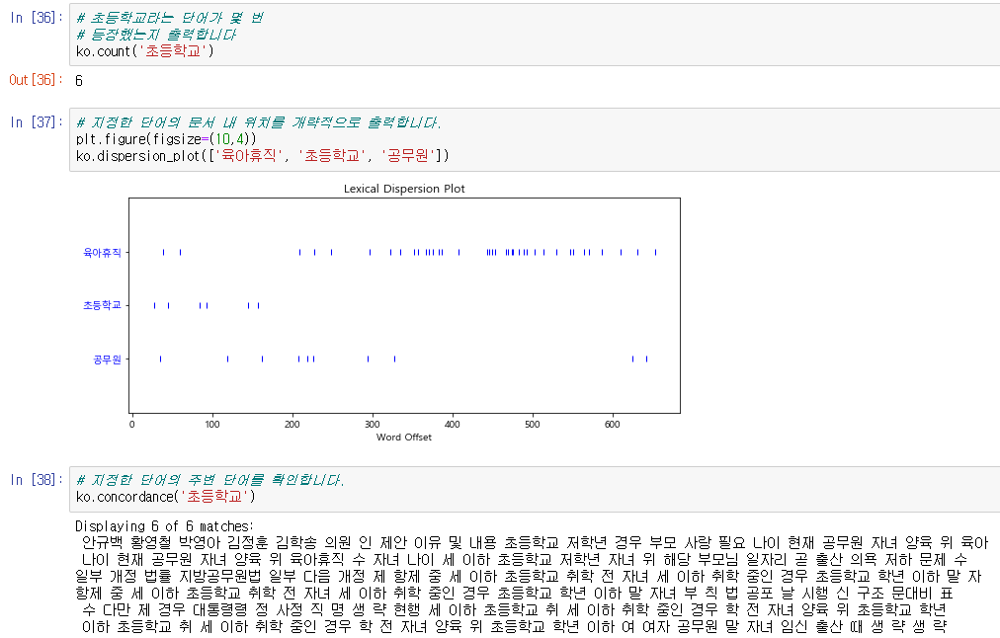 In [36]:
# 초등학교라는 단어가 몇 번
# 등장했는지 출력합니다
ko.count('초등학교')
Out[36]: 6
In [37]:
# 지정한 단어의 문서 내 위치를 개략적으로 출력합니다.
plt.figure(figsize=(10,4))
ko.dispersion_plot(['육아휴직', '초등학교', '공무원'])
Lexical Dispersion Plot
육아휴직
초등학교
공무원
0 100 200 300 400 500 600
Word Offset
In [38]:
# 지정한 단어의 주변 단어를 확인합니다.
ko.concordance('초등학교')
Displaying 6 of 6 matches:
안규백 황영철 박영아 김정훈 김학송 의원 인 제안 이유 및 내용 초등학교 저학년 경우 부모 사랑 필요 나이 현재 공무원 자녀 양육 위 육아
나이 현재 공무원 자녀 양육 위 육아휴직 수 자녀 나이 세 이하 초등학교 저학년 자녀 위 해당 부모님 일자리 곧 출산 의욕 저하 문제 수
일부 개정 법률 지방공무원법 일부 다음 개정 제 항제 중 세 이하 초등학교 취학 전 자녀 세 이하 취학 중인 경우 초등학교 학년 이하 말 자
항제 중 세 이하 초등학교 취학 전 자녀 세 이하 취학 중인 경우 초등학교 학년 이하 말 자녀 부 칙 법 공포 날 시행 신 구조 문대비 표
수 다만 제 경우 대통령령 정 사정 직 명 생 략 현행 세 이하 초등학교 취 세 이하 취학 중인 경우 학 전 자녀 양육 위 초등학교 학년
이하 초등학교 취 세 이하 취학 중인 경우 학 전 자녀 양육 위 초등학교 학년 이하 여 여자 공무원 말 자녀 임신 출산 때 생 략 생 략